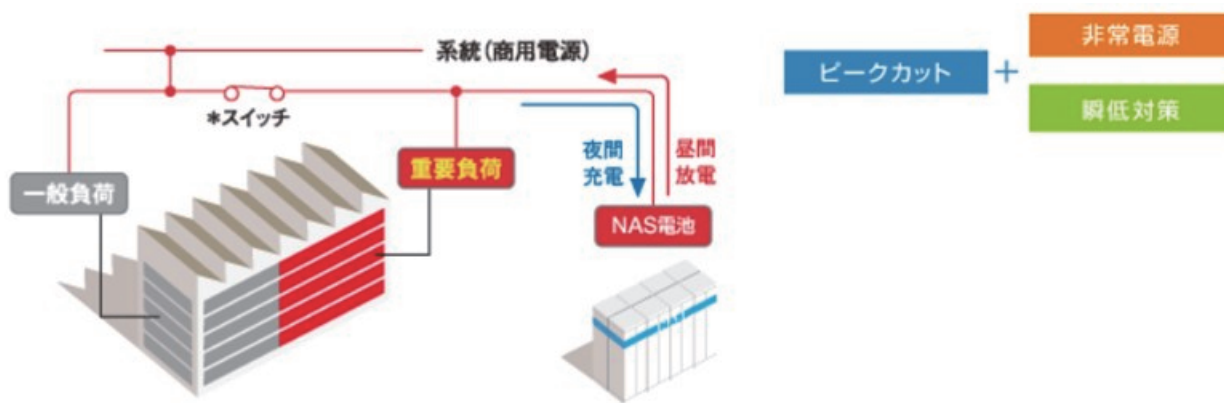 系統(商用電源)
*スイッチ
一般負荷
重要負荷
夜間
充電
昼間
放電
NAS電池
ピークカット
+
非常電源
瞬低対策